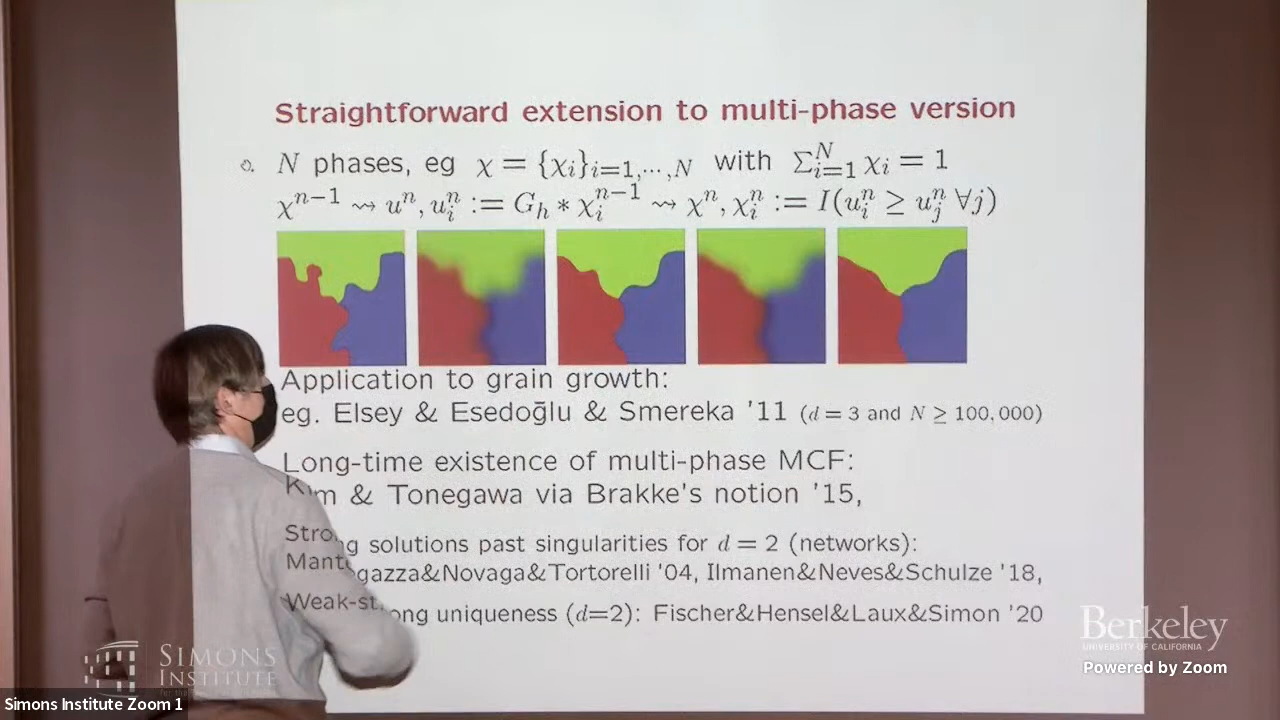 Straightforward extension to multi-phase version
N phases, eg χ = {χ_i}_{i=1,⋯,N} with Σ_{i=1}^N χ_i = 1
χ^{n−1} ⇝ u^n, u_i^n := G_h ∗ χ_i^{n−1} ⇝ χ^n, χ_i^n := I(u_i^n ≥ u_j^n ∀j)
Application to grain growth:
eg. Elsey & Esedoğlu & Smereka '11 (d = 3 and N ≥ 100,000)
Long-time existence of multi-phase MCF:
& Tonegawa via Brakke's notion '15,
solutions past singularities for d = 2 (networks):
&Novaga&Tortorelli '04, Ilmanen&Neves&Schulze '18,
uniqueness (d=2): Fischer&Hensel&Laux&Simon '20
Berkeley
UNIVERSITY OF CALIFORNIA
Powered by Zoom
SIMONS
INSTITUTE
Simons Institute Zoom 1